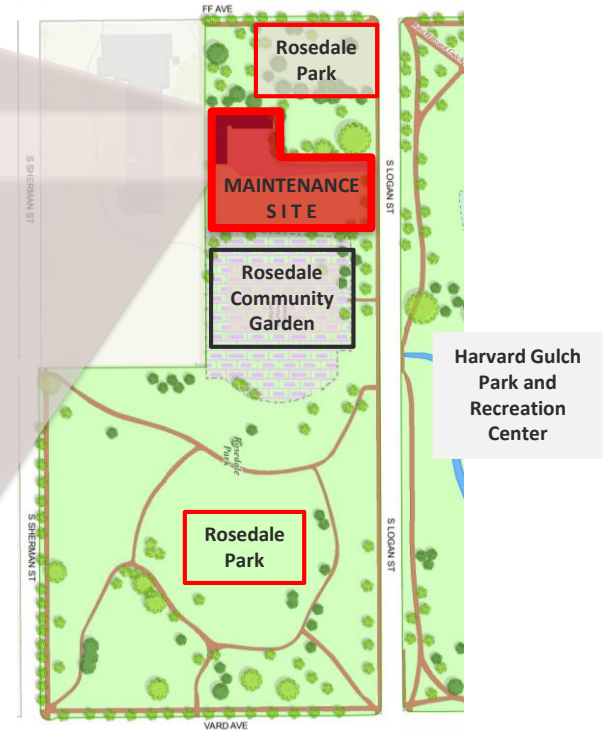 FF AVE
Rosedale
Park
S SHERMAN ST
S LOGAN ST
MAINTENANCE
S I T E
Rosedale
Community
Garden
Harvard Gulch
Park and
Recreation
Center
Rosedale
Park
S SHERMAN ST
Rosedale
Park
S LOGAN ST
VARD AVE